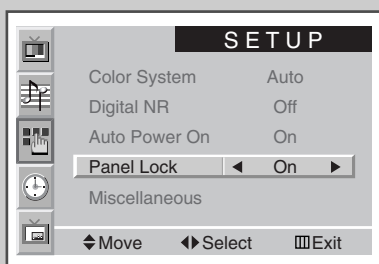 SETUP
Color System Auto
Digital NR Off
Auto Power On On
Panel Lock On
Miscellaneous
Move Select Exit